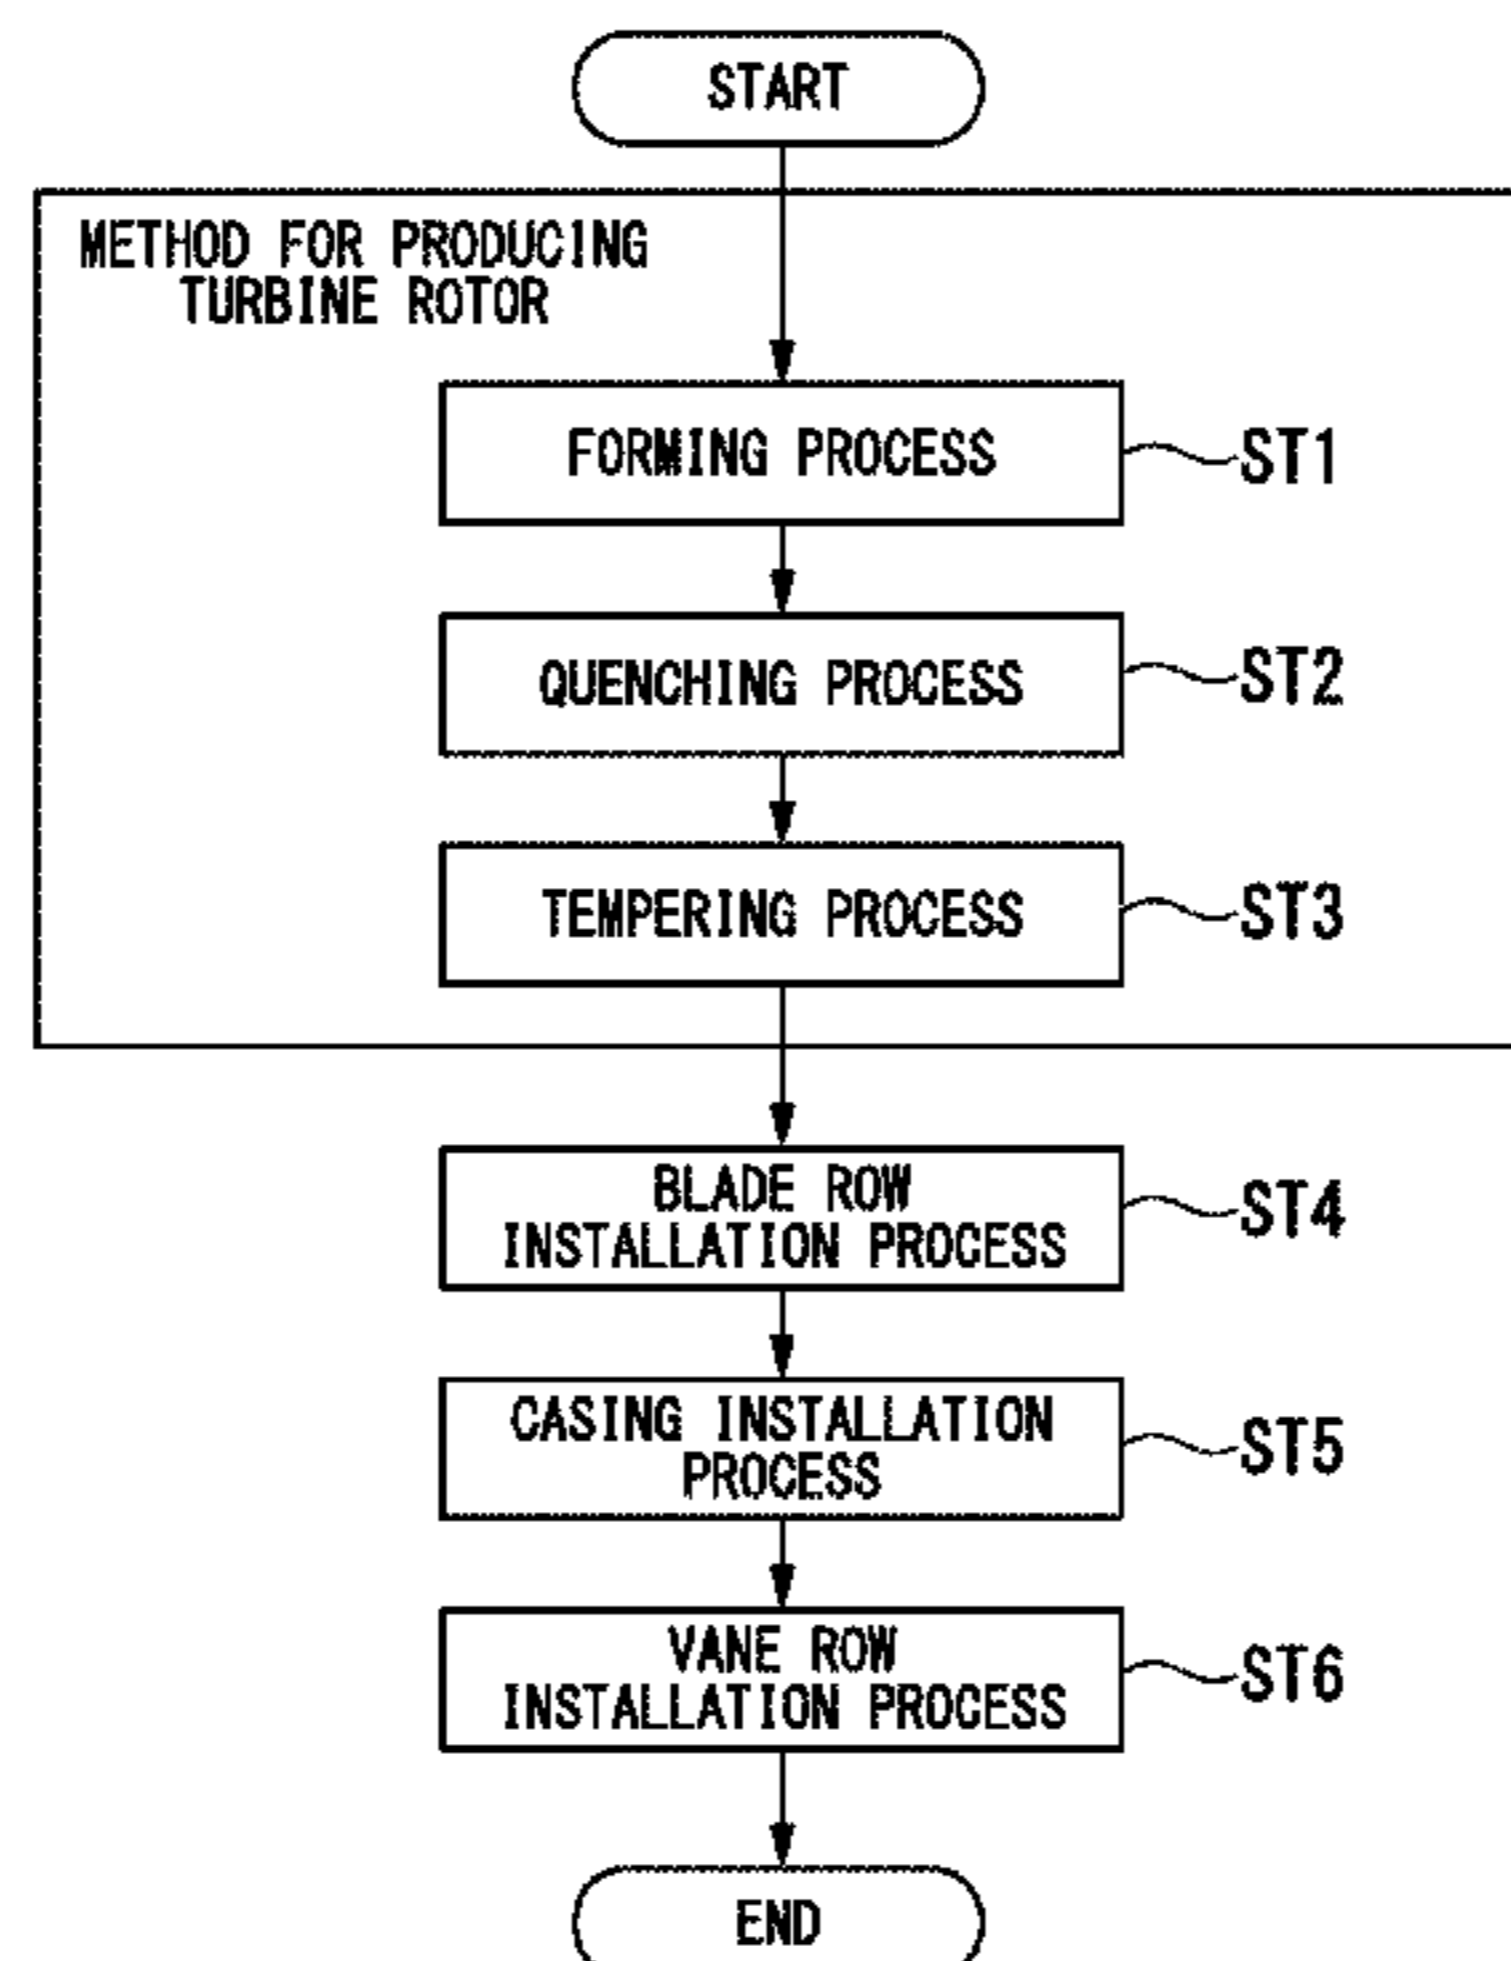 START
METHOD FOR PRODUCING
TURBINE ROTOR
FORMING PROCESS
ST1
QUENCHING PROCESS
ST2
TEMPERING PROCESS
ST3
BLADE ROW
INSTALLATION PROCESS
ST4
CASING INSTALLATION
PROCESS
ST5
VANE ROW
INSTALLATION PROCESS
ST6
END